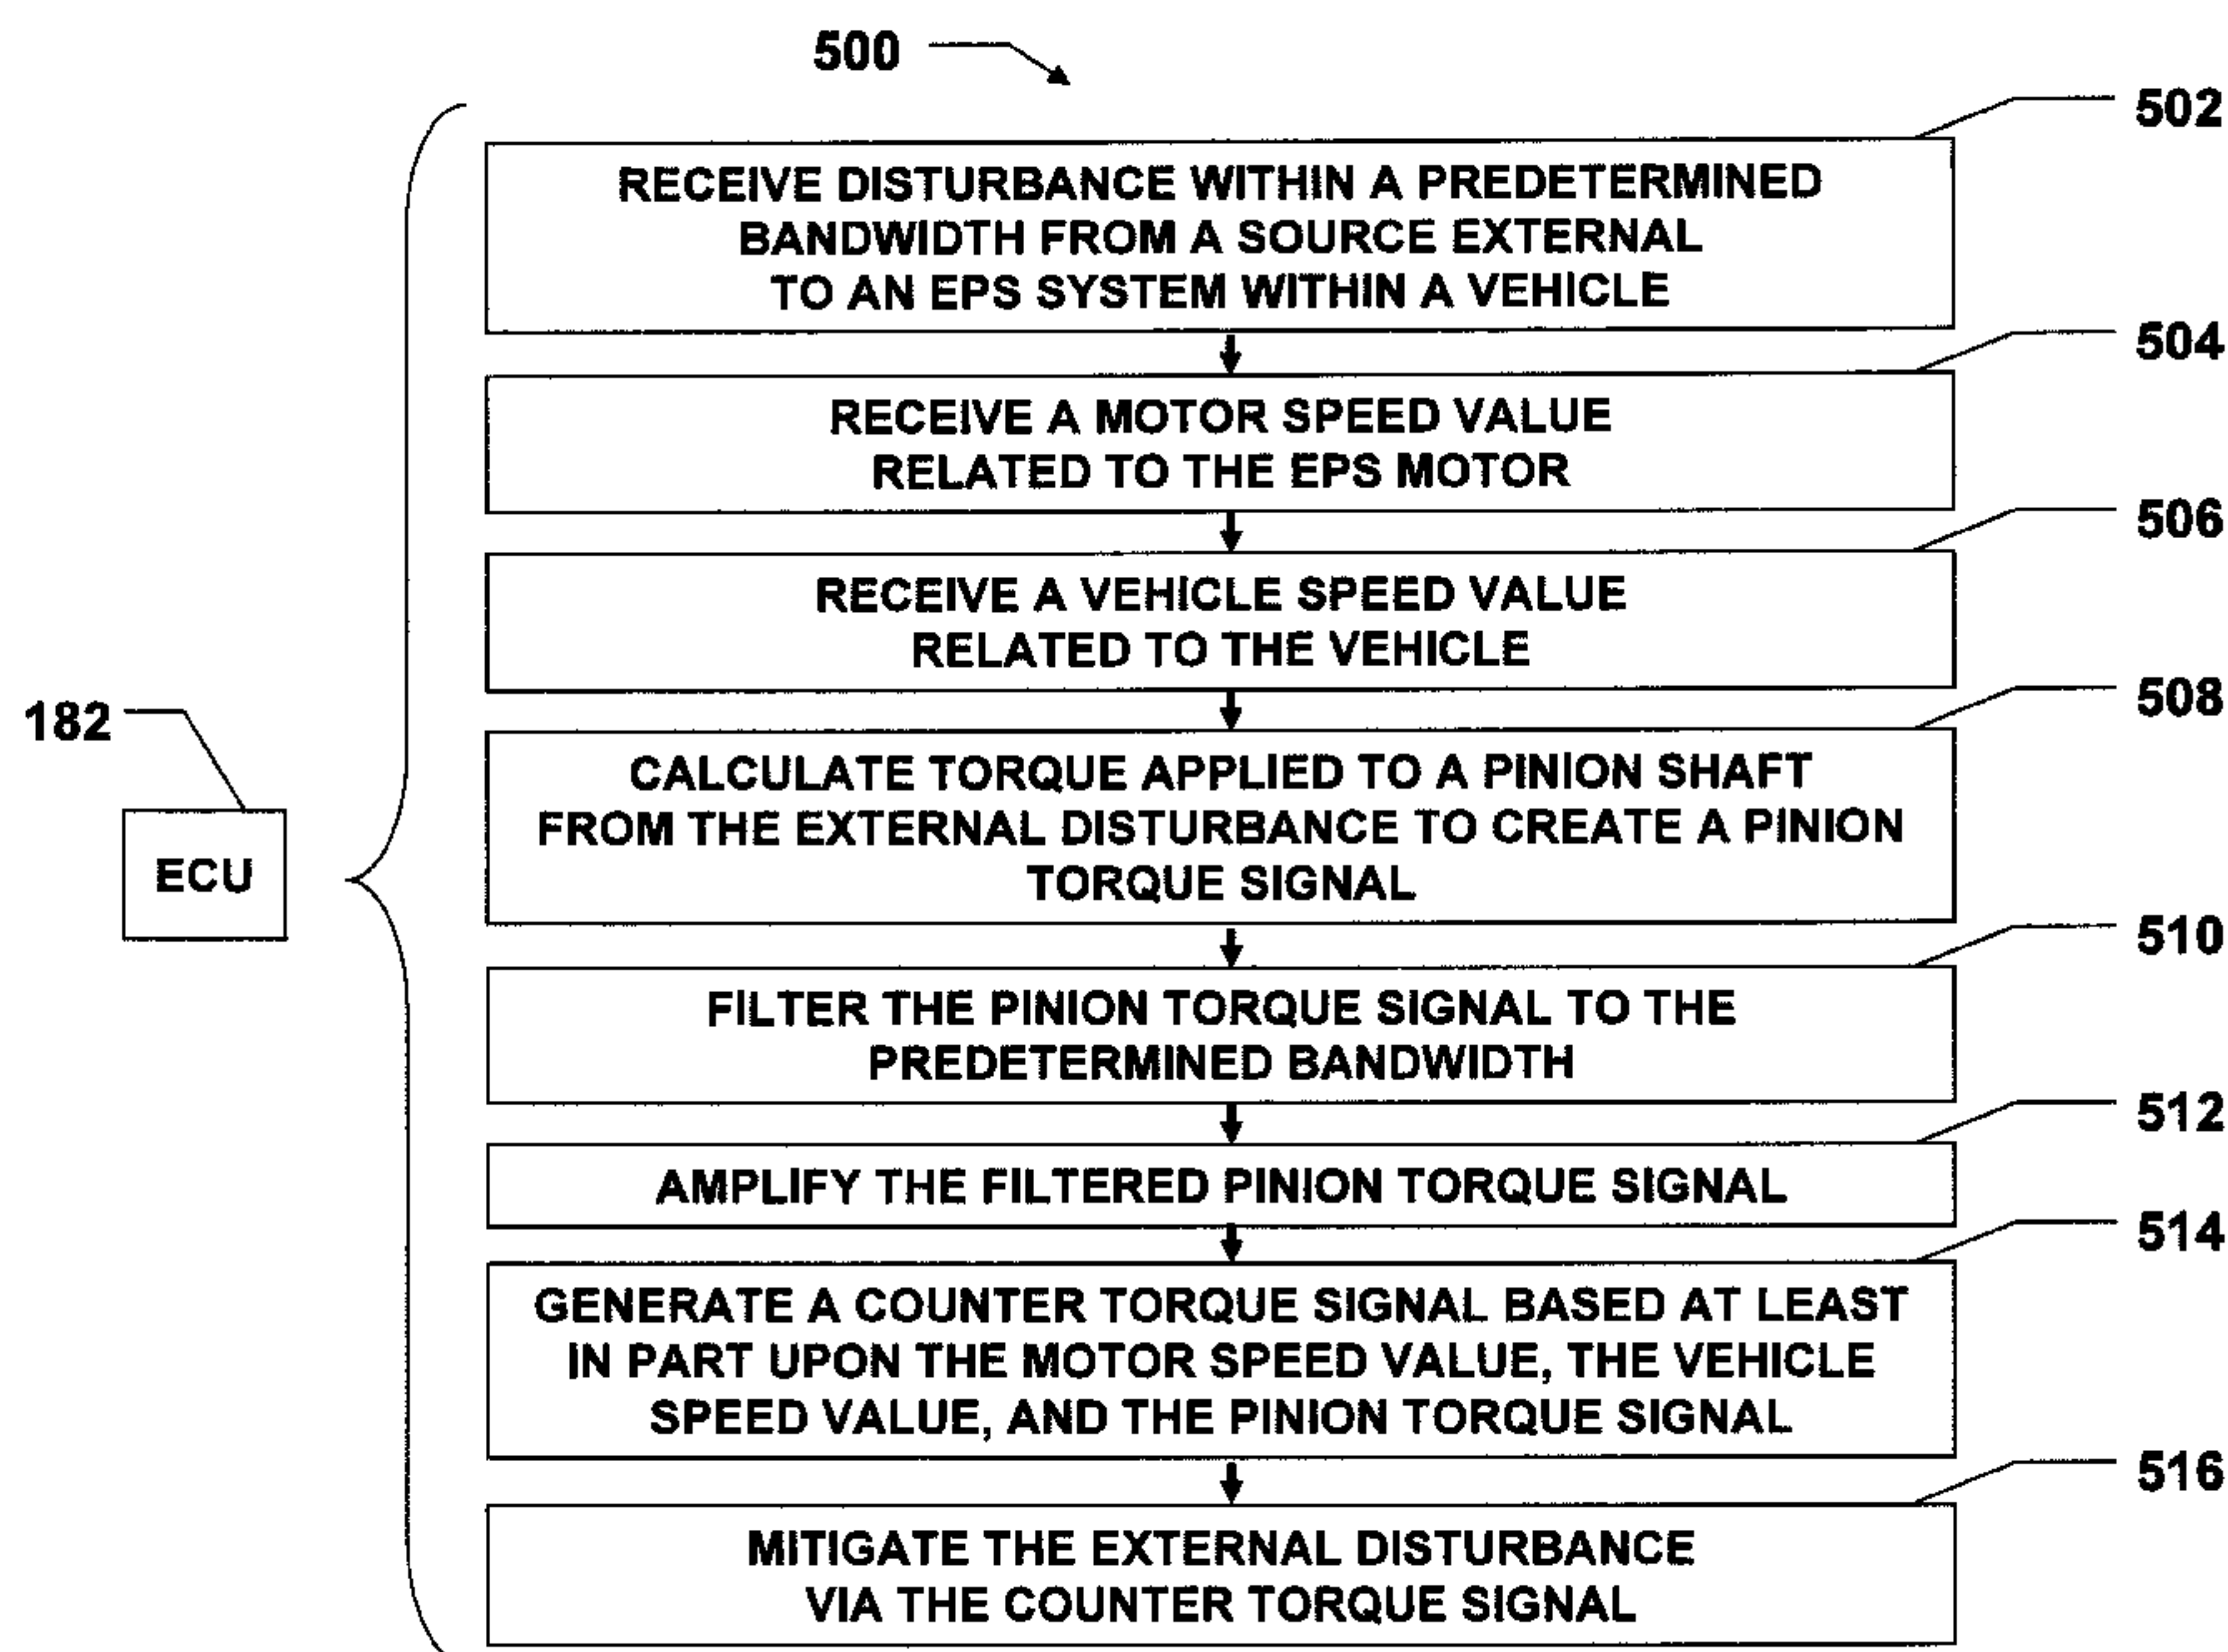 500
502
RECEIVE DISTURBANCE WITHIN A PREDETERMINED
BANDWIDTH FROM A SOURCE EXTERNAL
TO AN EPS SYSTEM WITHIN A VEHICLE
504
RECEIVE A MOTOR SPEED VALUE
RELATED TO THE EPS MOTOR
506
RECEIVE A VEHICLE SPEED VALUE
RELATED TO THE VEHICLE
508
182
ECU
CALCULATE TORQUE APPLIED TO A PINION SHAFT
FROM THE EXTERNAL DISTURBANCE TO CREATE A PINION
TORQUE SIGNAL
510
FILTER THE PINION TORQUE SIGNAL TO THE
PREDETERMINED BANDWIDTH
512
AMPLIFY THE FILTERED PINION TORQUE SIGNAL
514
GENERATE A COUNTER TORQUE SIGNAL BASED AT LEAST
IN PART UPON THE MOTOR SPEED VALUE, THE VEHICLE
SPEED VALUE, AND THE PINION TORQUE SIGNAL
516
MITIGATE THE EXTERNAL DISTURBANCE
VIA THE COUNTER TORQUE SIGNAL